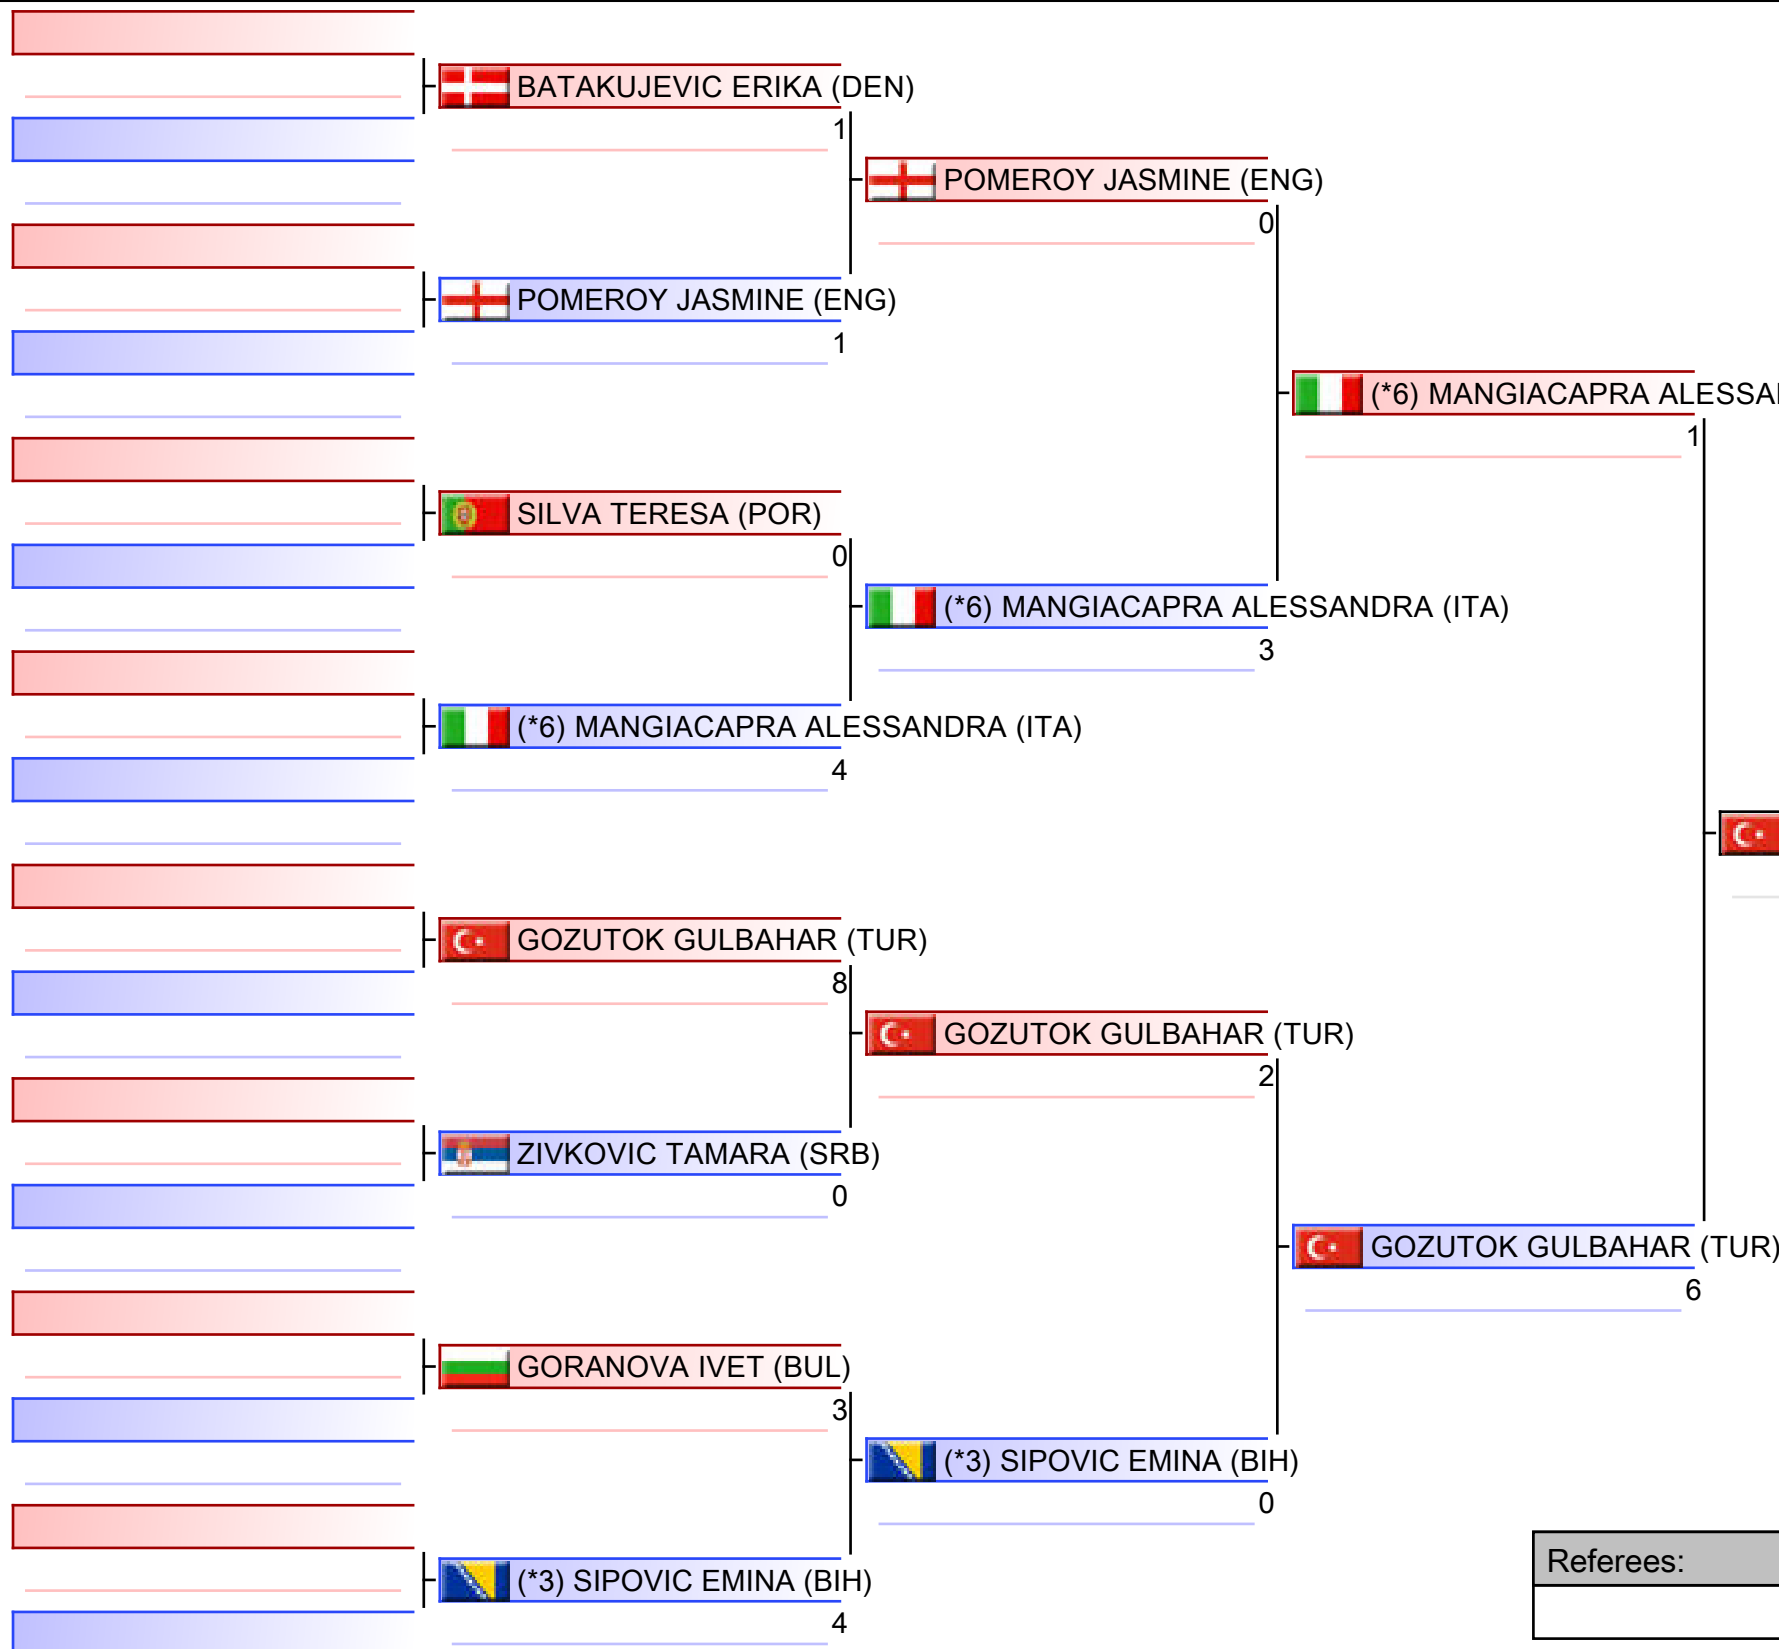 BATAKUJEVIC ERIKA (DEN)
1
POMEROY JASMINE (ENG)
0
POMEROY JASMINE (ENG)
1
(*6) MANGIACAPRA ALESSA
1
SILVA TERESA (POR)
0
(*6) MANGIACAPRA ALESSANDRA (ITA)
3
(*6) MANGIACAPRA ALESSANDRA (ITA)
4
GOZUTOK GULBAHAR (TUR)
8
GOZUTOK GULBAHAR (TUR)
2
ZIVKOVIC TAMARA (SRB)
0
GOZUTOK GULBAHAR (TUR)
6
GORANOVA IVET (BUL)
3
(*3) SIPOVIC EMINA (BIH)
0
Referees:
(*3) SIPOVIC EMINA (BIH)
4